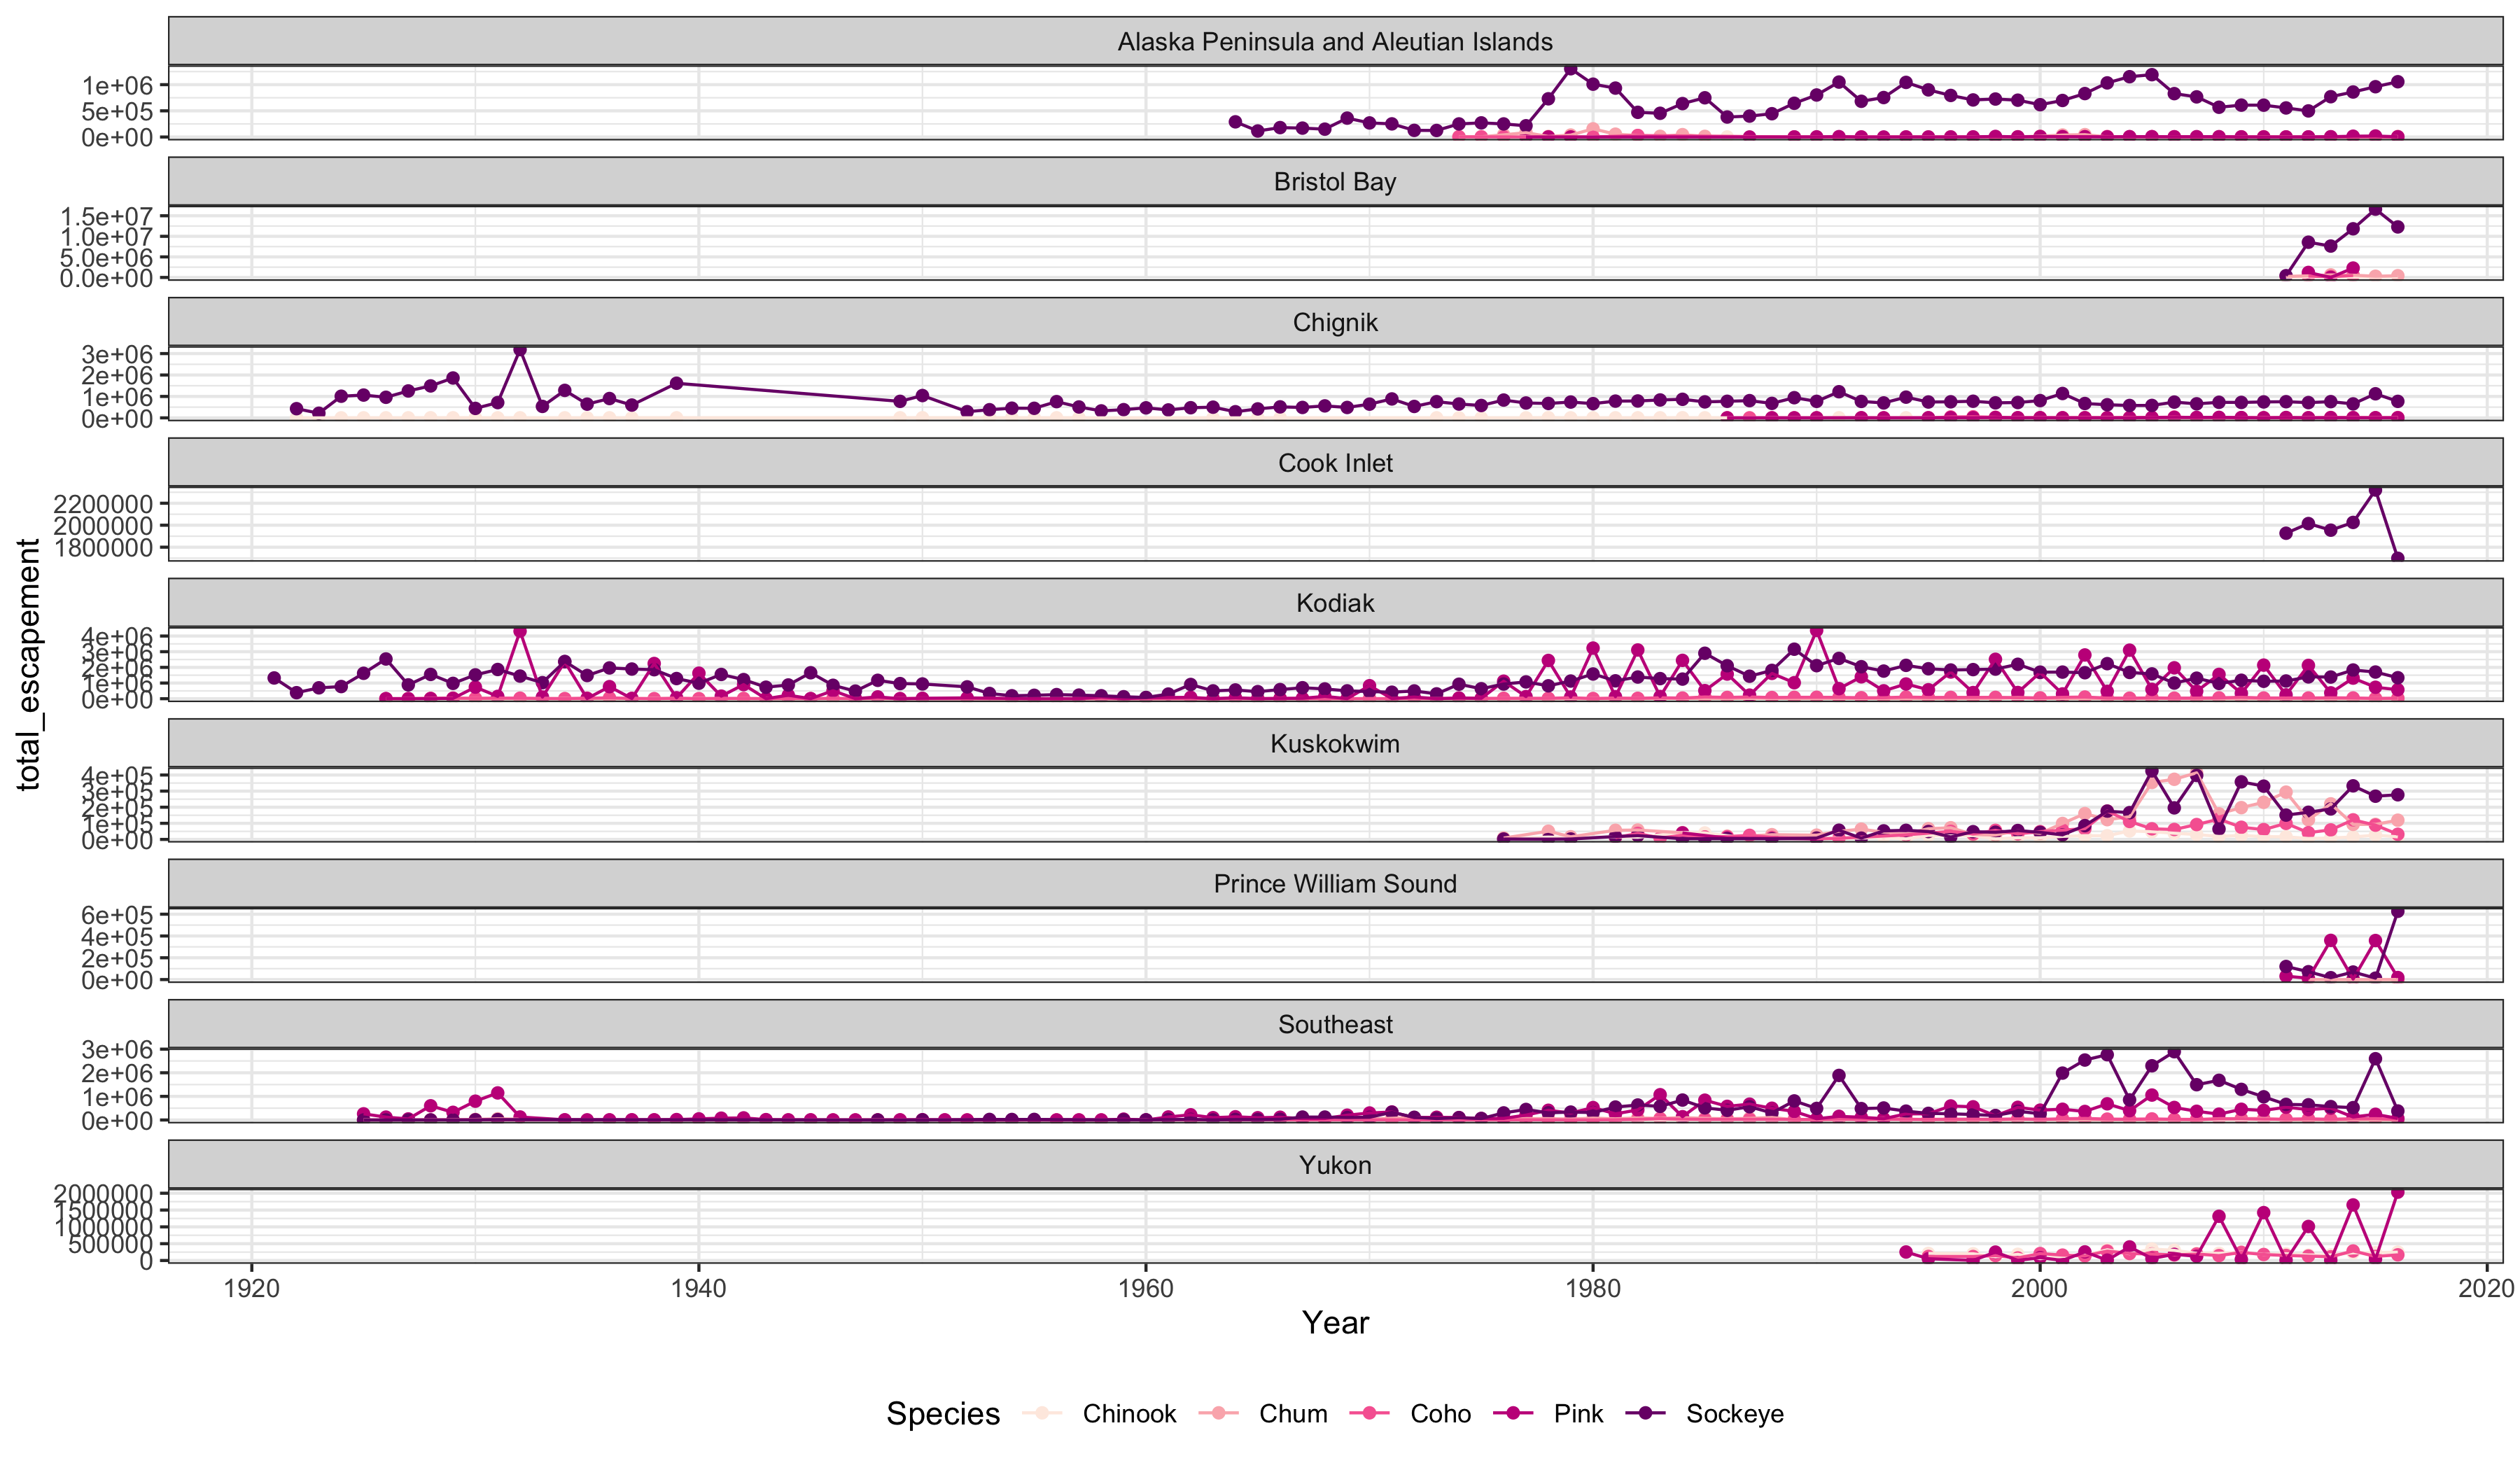 Alaska Peninsula and Aleutian Islands
1e+06
5e+05
0e+00
Bristol Bay
1.5e+07
1.0e+07
5.0e+06
0.0e+00
Chignik
3e+06
2e+06
1e+06
0e+00
Cook Inlet
2200000
2000000
1800000
Kodiak
4e+06
3e+06
2e+06
1e+06
0e+00
Kuskokwim
4e+05
3e+05
2e+05
1e+05
0e+00
Prince William Sound
6e+05
4e+05
2e+05
0e+00
Southeast
3e+06
2e+06
1e+06
0e+00
Yukon
2000000
1500000
1000000
500000
0
total_escapement
1920 1940 1960 1980 2000 2020
Year
Species Chinook Chum Coho Pink Sockeye